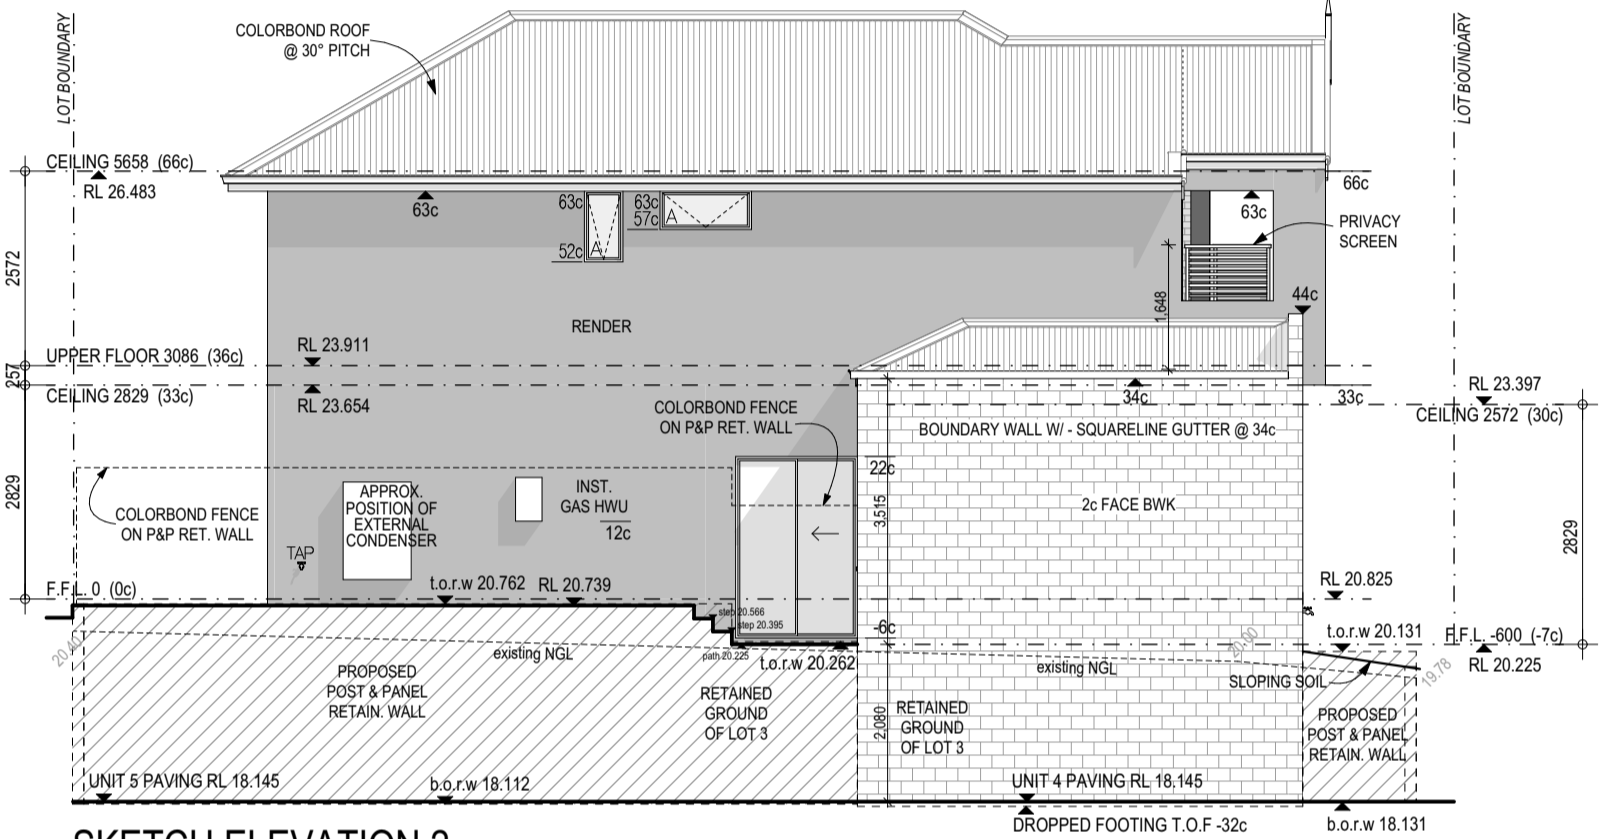 LOT BOUNDARY
COLORBOND ROOF
@ 30° PITCH
LOT BOUNDARY
CEILING 5658 (66c)
RL 26.483
63c
63c
52c
A
63c
57c
A
66c
63c
PRIVACY
SCREEN
2572
RENDER
1,648
44c
RL 23.911
UPPER FLOOR 3086 (36c)
257
CEILING 2829 (33c)
RL 23.654
34c
33c
RL 23.397
CEILING 2572 (30c)
COLORBOND FENCE
ON P&P RET. WALL
BOUNDARY WALL W/ - SQUARELINE GUTTER @ 34c
22c
2829
APPROX.
POSITION OF
EXTERNAL
CONDENSER
INST.
GAS HWU
12c
3,515
2c FACE BWK
COLORBOND FENCE
ON P&P RET. WALL
2829
TAP
F.F.L. 0 (0c)
t.o.r.w 20.762
RL 20.739
RL 20.825
step 20.566
step 20.395
-6c
t.o.r.w 20.131
F.F.L. -600 (-7c)
existing NGL
path 20.225
t.o.r.w 20.262
existing NGL
20.00
RL 20.225
SLOPING SOIL
19.78
PROPOSED
POST & PANEL
RETAIN. WALL
RETAINED
GROUND
OF LOT 3
2,080
RETAINED
GROUND
OF LOT 3
PROPOSED
POST & PANEL
RETAIN. WALL
UNIT 5 PAVING RL 18.145
b.o.r.w 18.112
UNIT 4 PAVING RL 18.145
DROPPED FOOTING T.O.F -32c
b.o.r.w 18.131
SKETCH ELEVATION